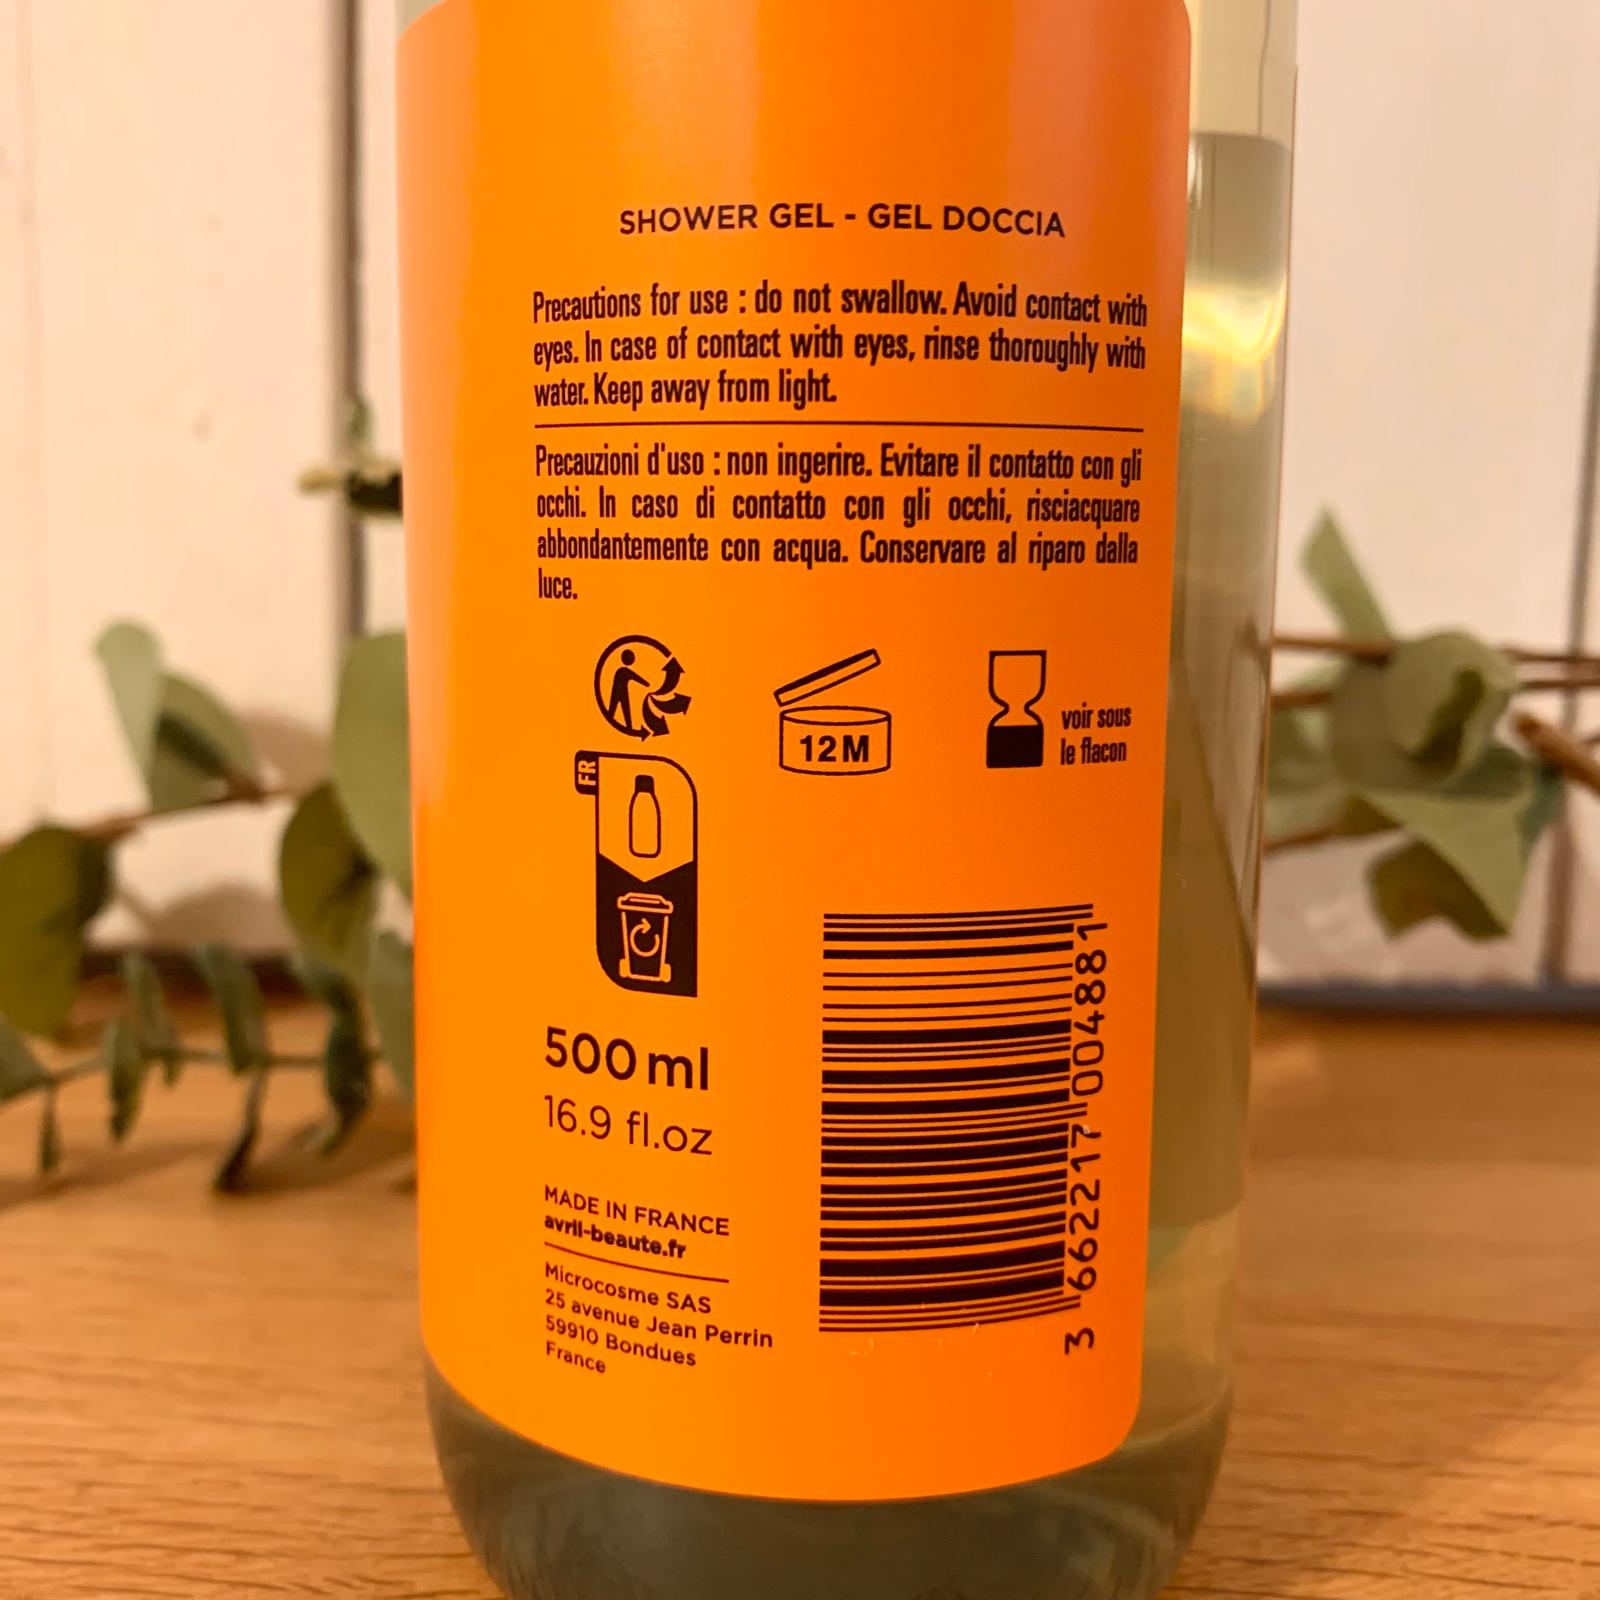 SHOWER GEL - GEL DOCCIA
Precautions for use : do not swallow. Avoid contact with
eyes. In case of contact with eyes, rinse thoroughly with
water. Keep away from light.
Precauzioni d'uso : non ingerire. Evitare il contatto con gli
occhi. In caso di contatto con gli occhi, risciacquare
abbondantemente con acqua. Conservare al riparo dalla
luce.
12 M
voir sous
le flacon
FR
500 ml
16.9 fl.oz
MADE IN FRANCE
avril-beaute.fr
Microcosme SAS
25 avenue Jean Perrin
59910 Bondues
France
3 662217 004881